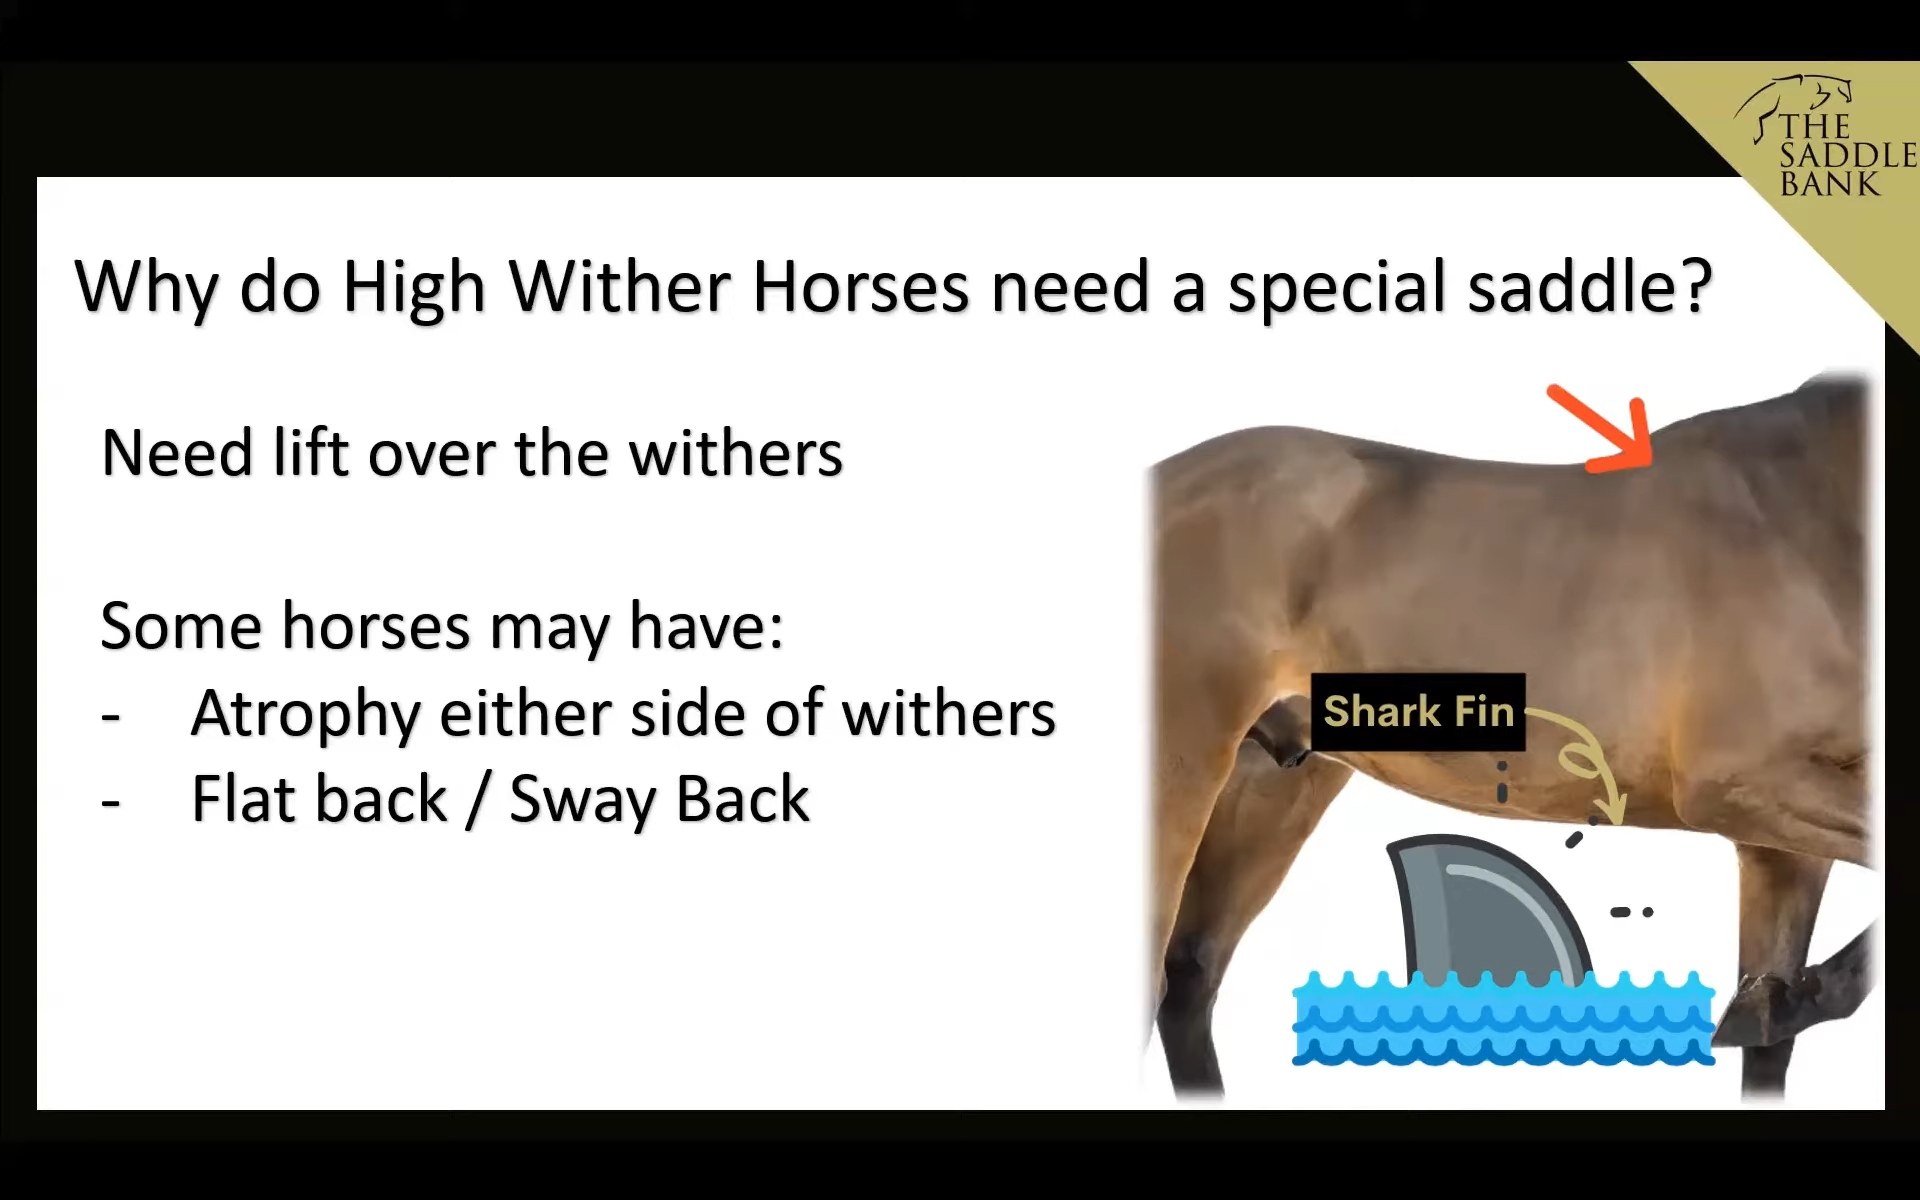 THE
SADDLE
BANK
Why do High Wither Horses need a special saddle?
Need lift over the withers
Some horses may have:
- Atrophy either side of withers
- Flat back / Sway Back
Shark Fin